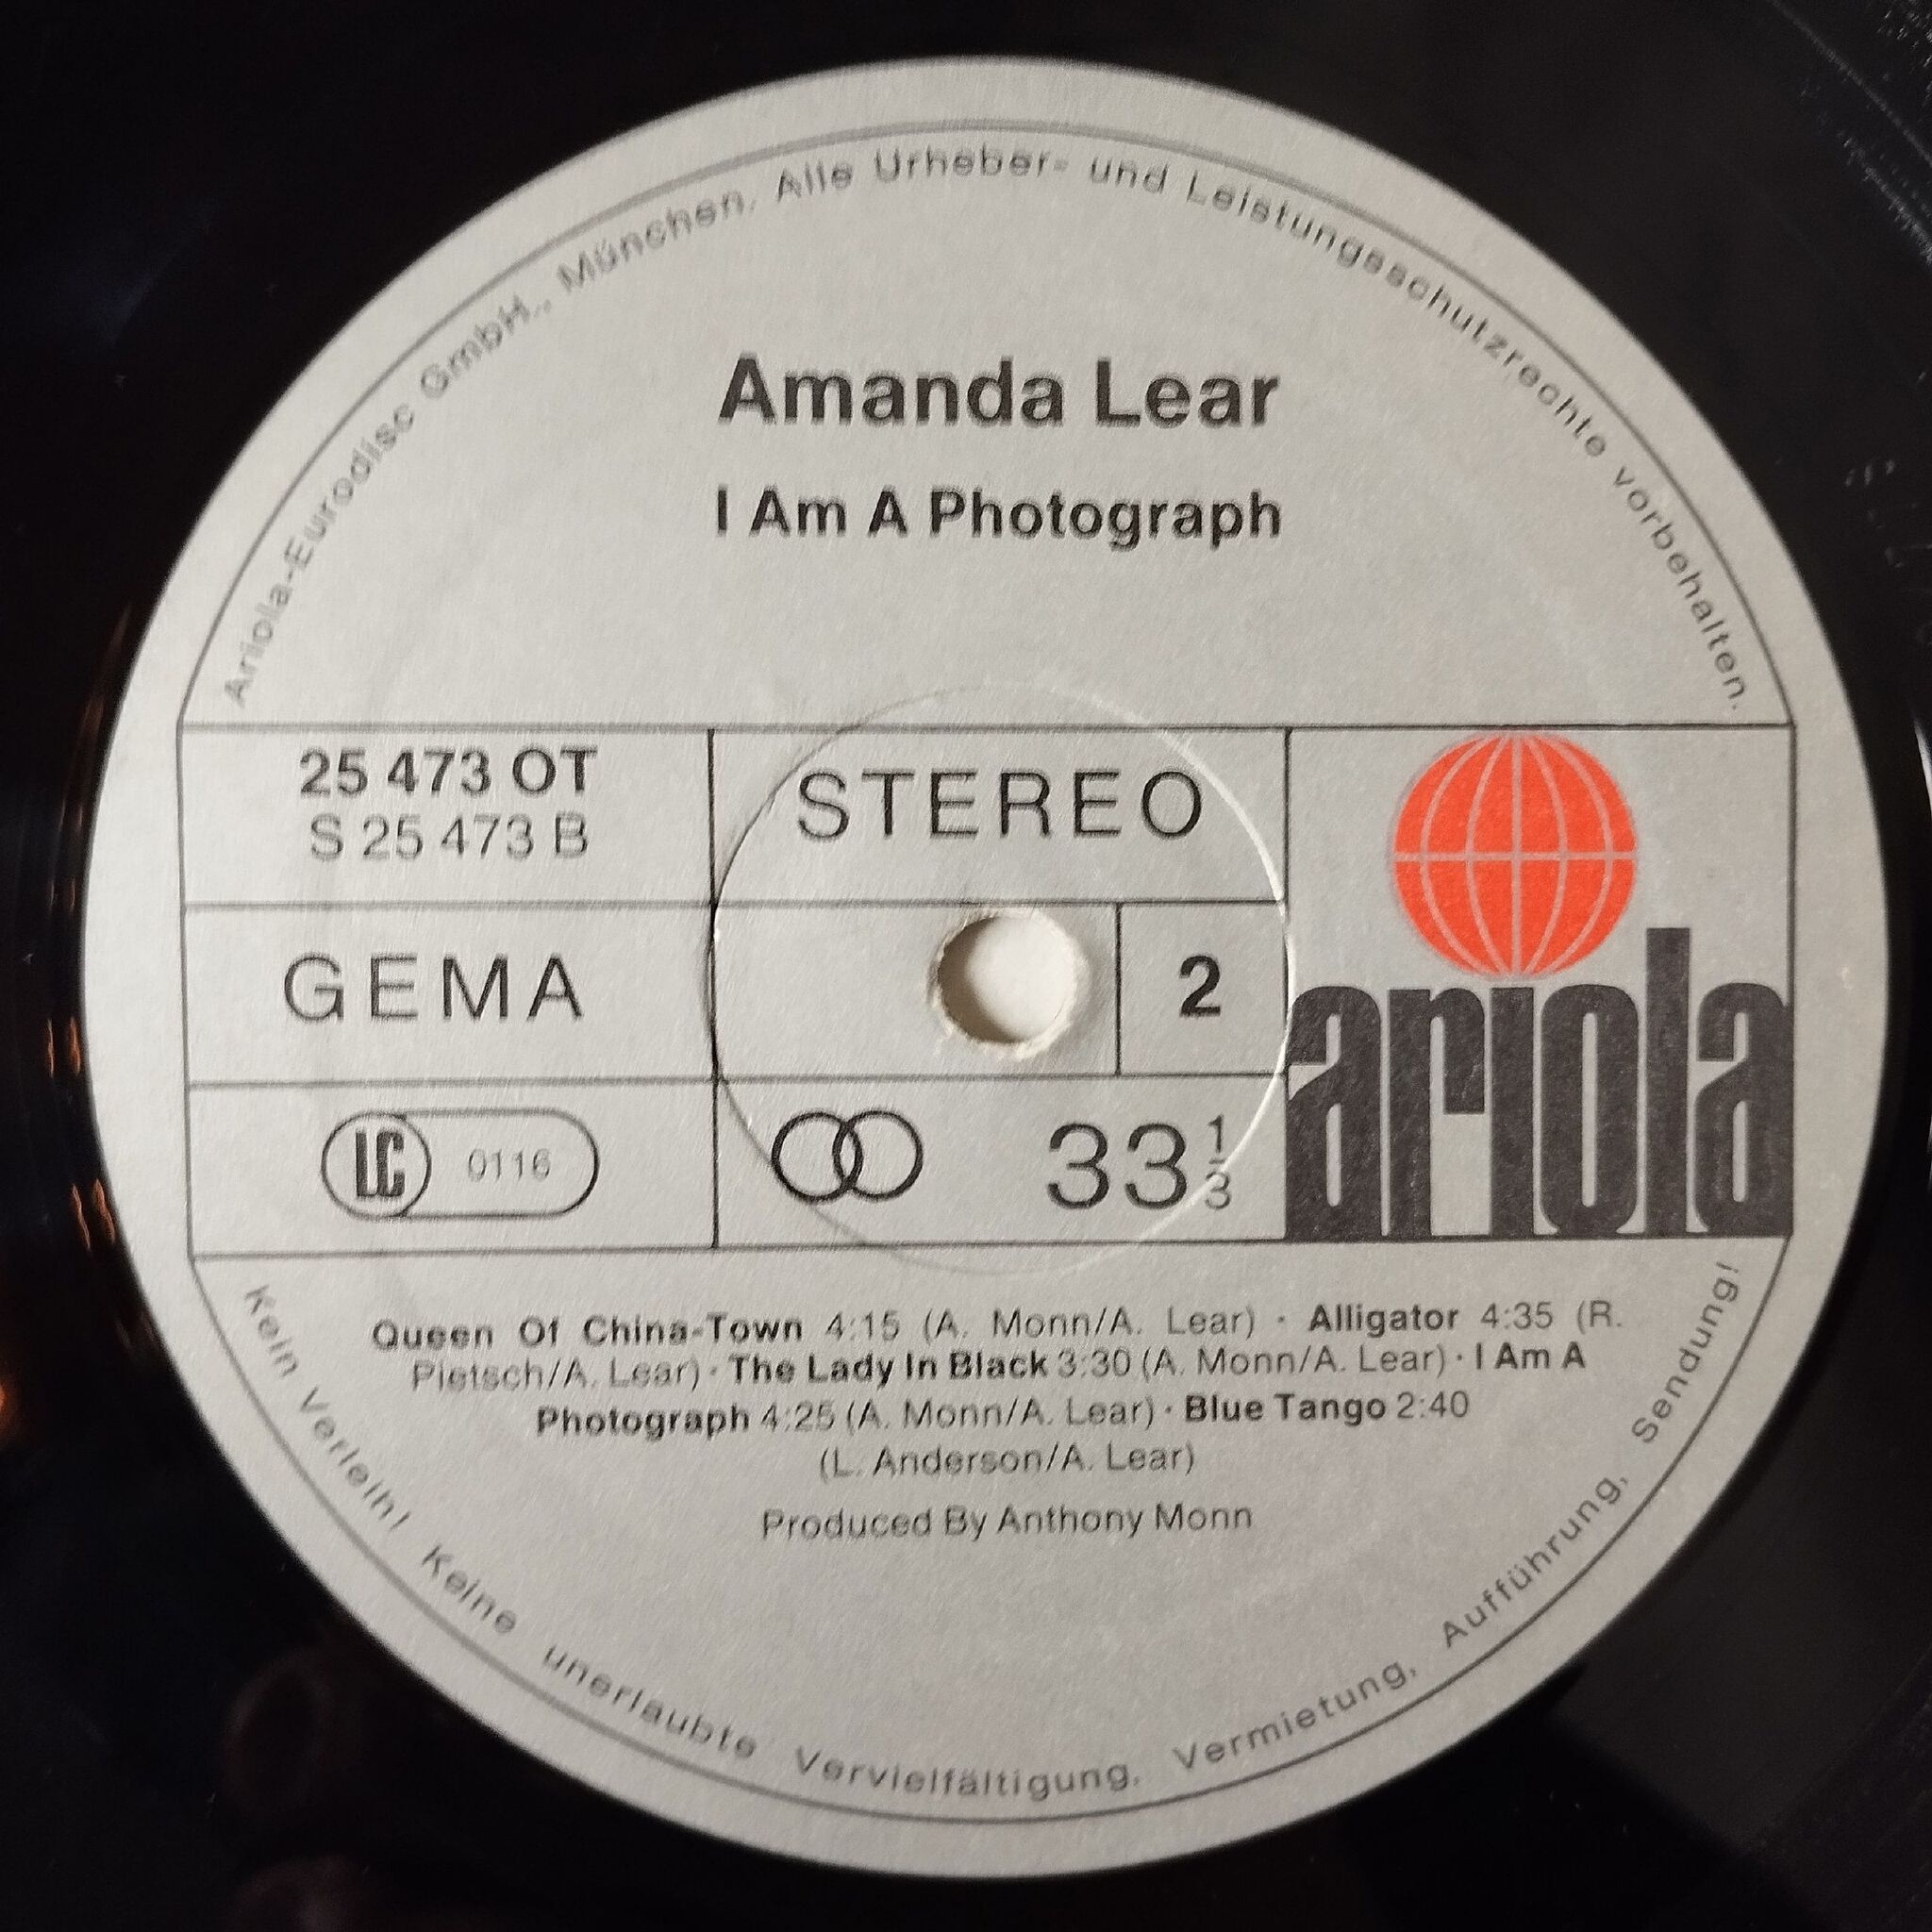 Ariola-Eurodisc GmbH., München. Alle Urheber- und Leistungsschutzrechte vorbehalten.
Amanda Lear
I Am A Photograph
25 473 OT
S 25 473 B
STEREO
GEMA
2
ariola
LC 0116
33 1/3
Queen Of China-Town 4:15 (A. Monn/A. Lear) · Alligator 4:35 (R.
Pietsch/A. Lear) · The Lady In Black 3:30 (A. Monn/A. Lear) · I Am A
Photograph 4:25 (A. Monn/A. Lear) · Blue Tango 2:40
(L. Anderson/A. Lear)
Produced By Anthony Monn
Kein Verleih! Keine unerlaubte Vervielfältigung, Vermietung, Aufführung, Sendung!